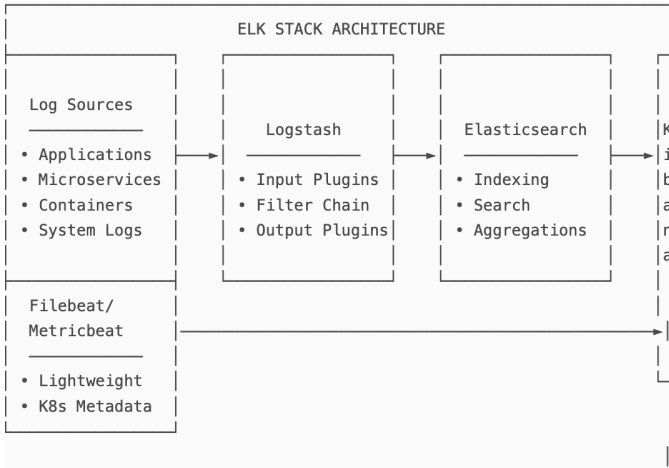 ELK STACK ARCHITECTURE
Log Sources
• Applications
• Microservices
• Containers
• System Logs
Logstash
• Input Plugins
• Filter Chain
• Output Plugins
Elasticsearch
• Indexing
• Search
• Aggregations
Filebeat/
Metricbeat
• Lightweight
• K8s Metadata